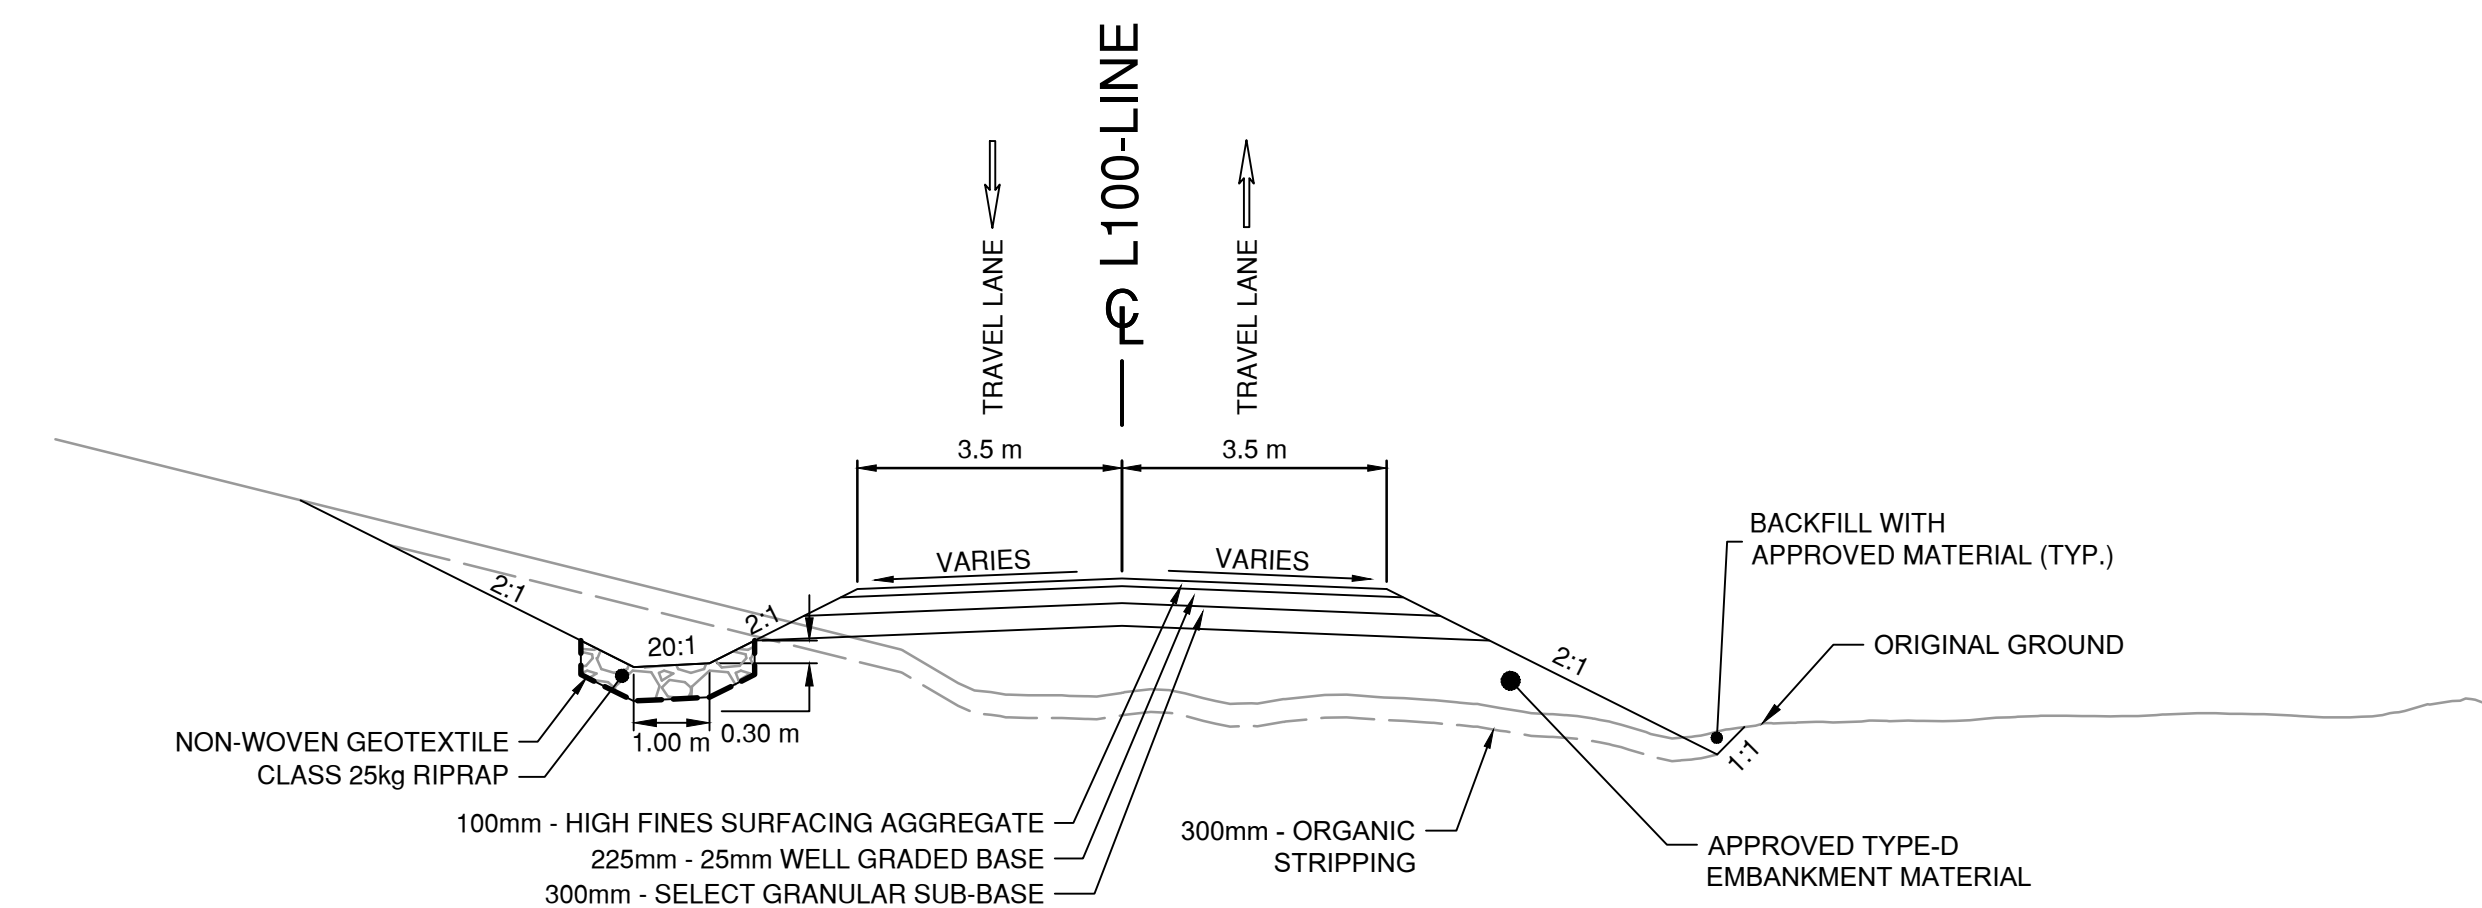 ℄ L100-LINE
TRAVEL LANE
TRAVEL LANE
3.5 m
3.5 m
VARIES
VARIES
BACKFILL WITH
APPROVED MATERIAL (TYP.)
2:1
2:1
20:1
2:1
ORIGINAL GROUND
1:1
NON-WOVEN GEOTEXTILE
CLASS 25kg RIPRAP
1.00 m
0.30 m
100mm - HIGH FINES SURFACING AGGREGATE
225mm - 25mm WELL GRADED BASE
300mm - SELECT GRANULAR SUB-BASE
300mm - ORGANIC
STRIPPING
APPROVED TYPE-D
EMBANKMENT MATERIAL